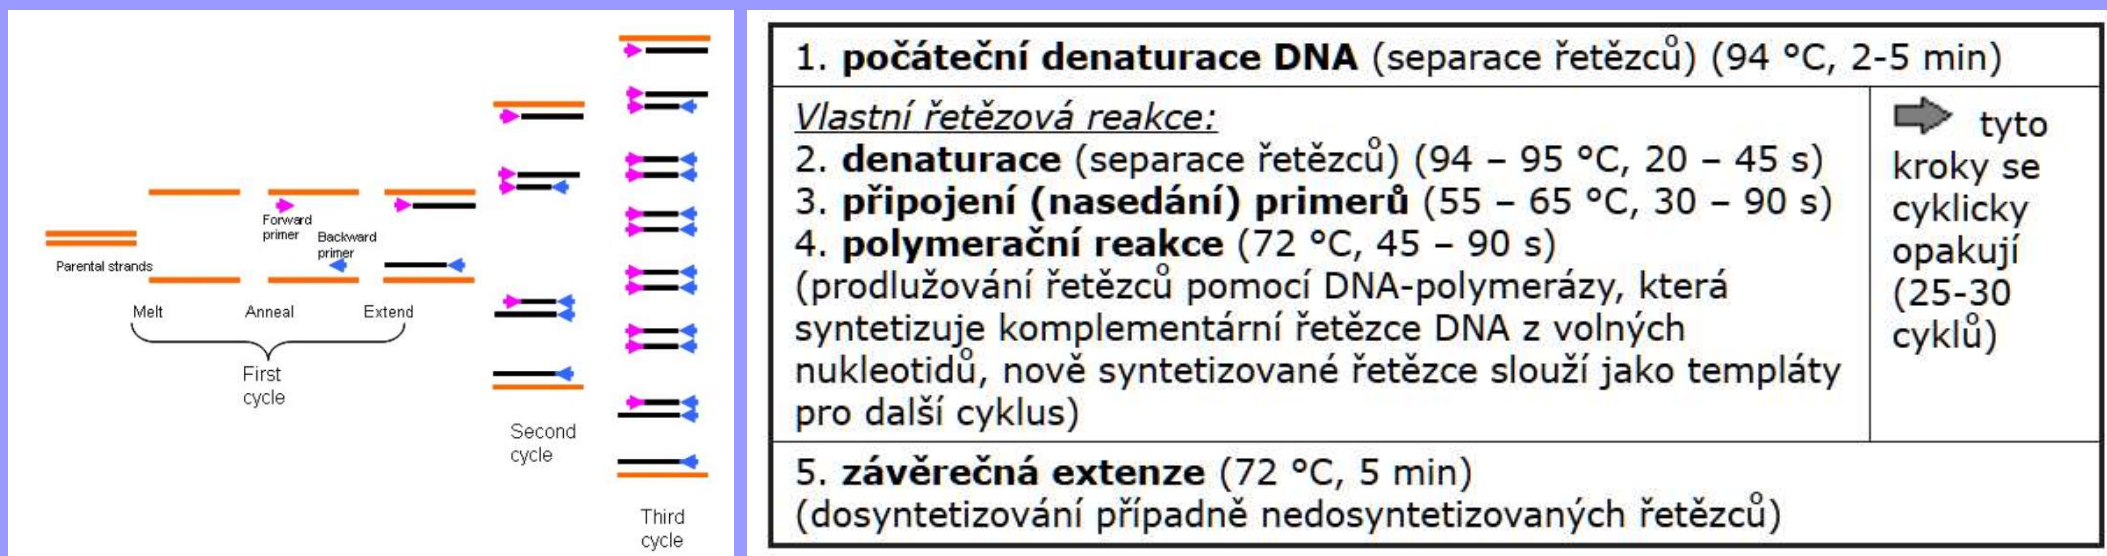 Parental strands
Forward
primer
Backward
primer
Melt
Anneal
Extend
First
cycle
Second
cycle
Third
cycle
1. počáteční denaturace DNA (separace řetězců) (94 °C, 2-5 min)
Vlastní řetězová reakce:
2. denaturace (separace řetězců) (94 – 95 °C, 20 – 45 s)
3. připojení (nasedání) primerů (55 – 65 °C, 30 – 90 s)
4. polymerační reakce (72 °C, 45 – 90 s)
(prodlužování řetězců pomocí DNA-polymerázy, která
syntetizuje komplementární řetězce DNA z volných
nukleotidů, nově syntetizované řetězce slouží jako templáty
pro další cyklus)
tyto
kroky se
cyklicky
opakují
(25-30
cyklů)
5. závěrečná extenze (72 °C, 5 min)
(dosyntetizování případně nedosyntetizovaných řetězců)